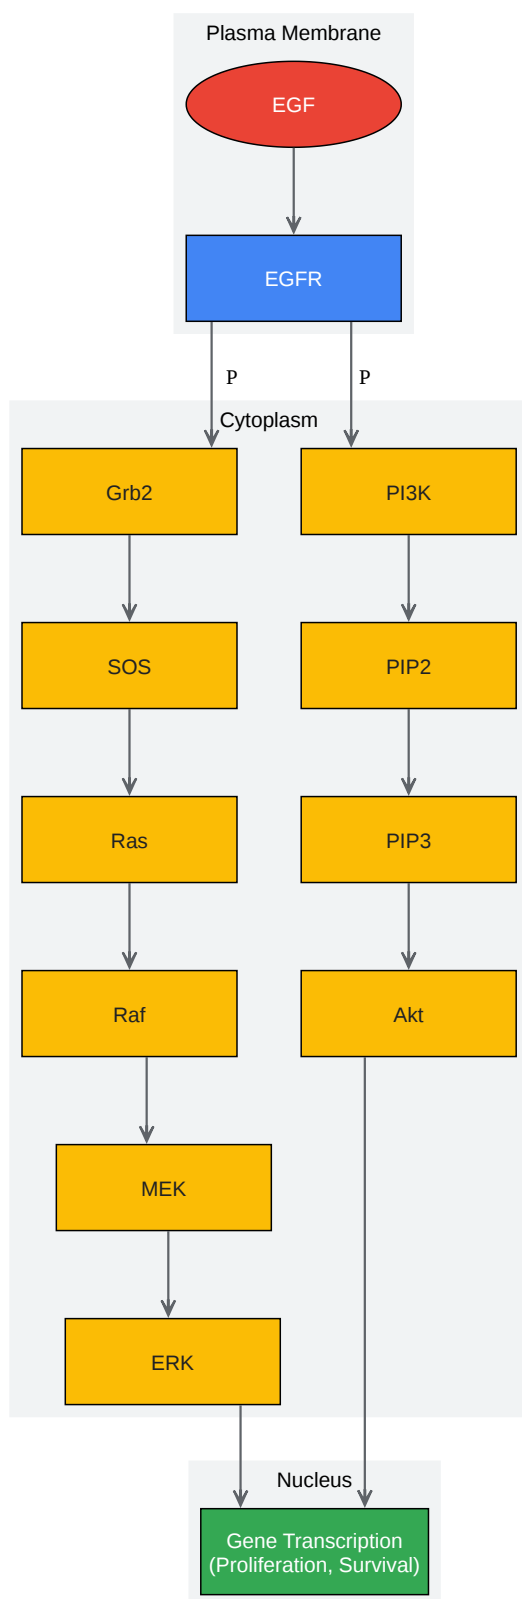 Plasma Membrane
EGF
EGFR
P
P
Cytoplasm
Grb2
PI3K
SOS
PIP2
Ras
PIP3
Raf
Akt
MEK
ERK
Nucleus
Gene Transcription
(Proliferation, Survival)